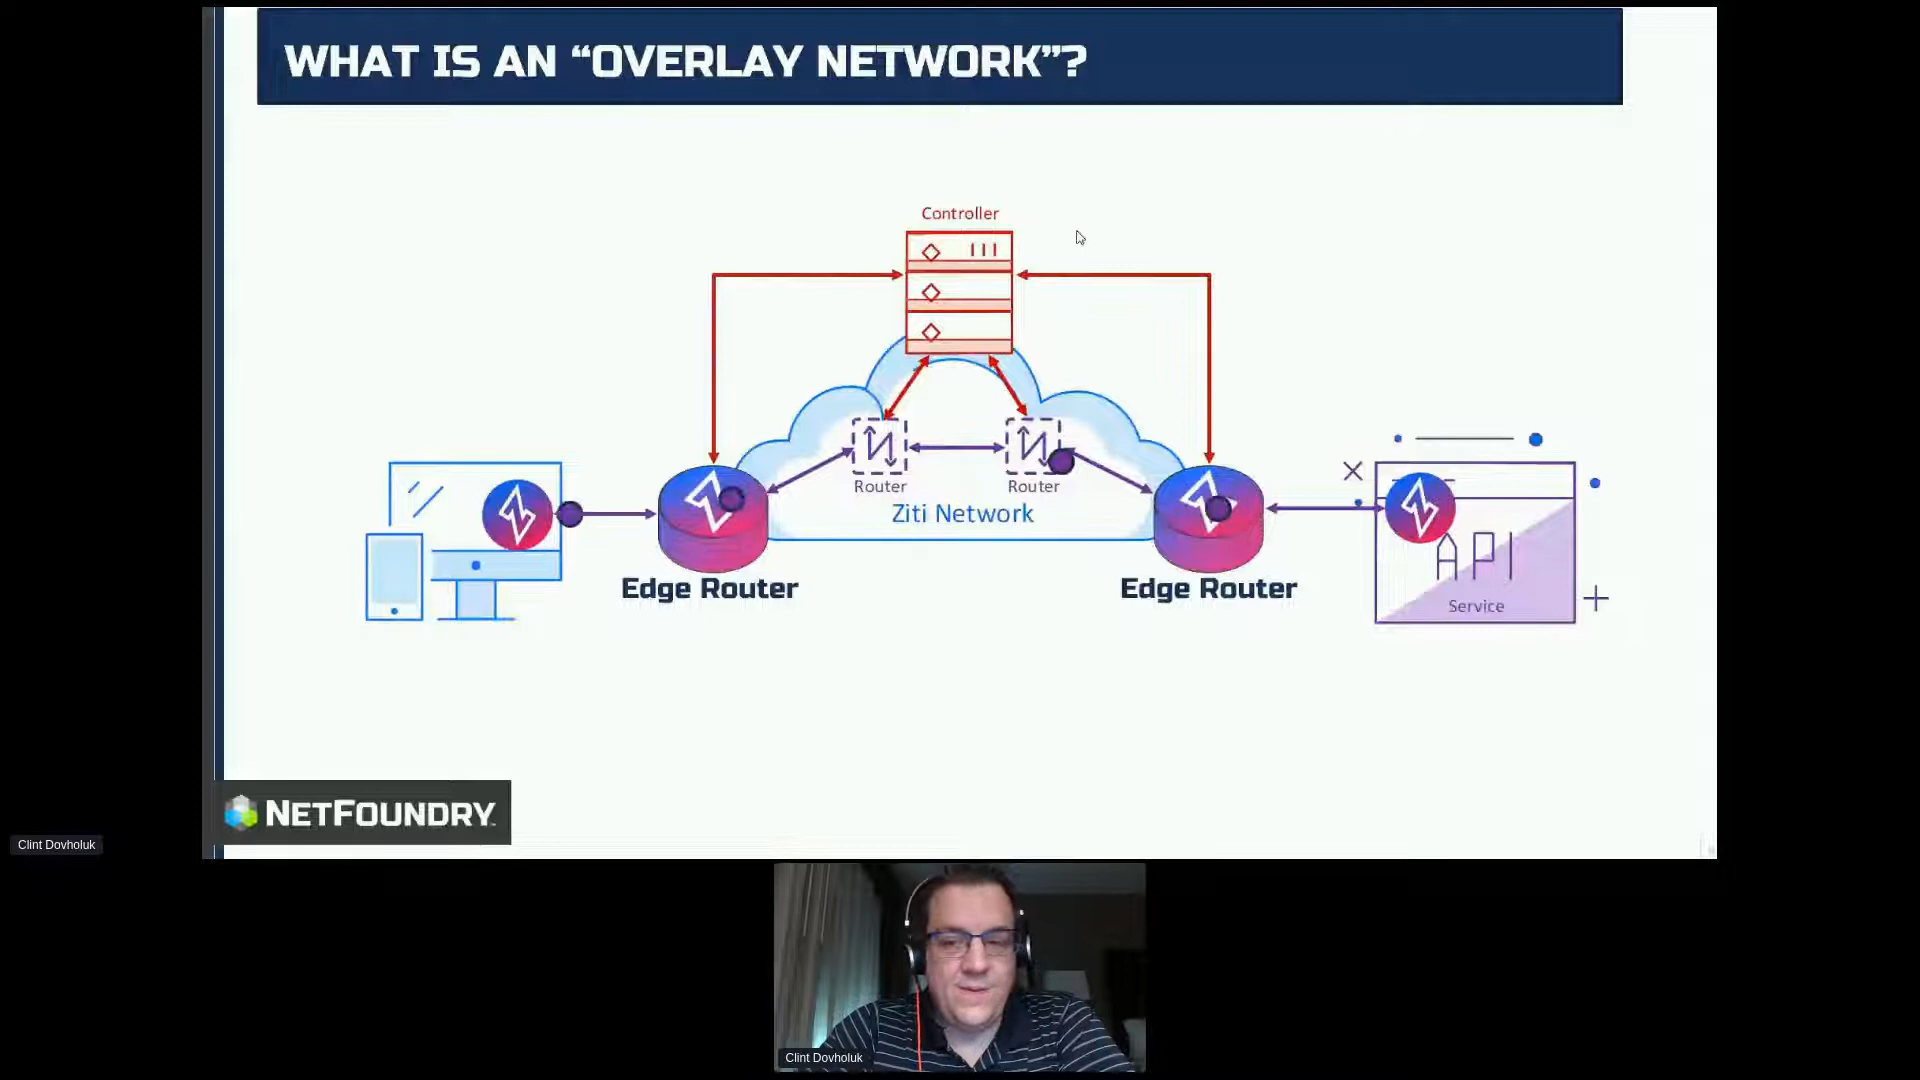 WHAT IS AN “OVERLAY NETWORK”?
Controller
Router
Router
Ziti Network
Edge Router
Edge Router
API
Service
NETFOUNDRY
Clint Dovholuk
Clint Dovholuk